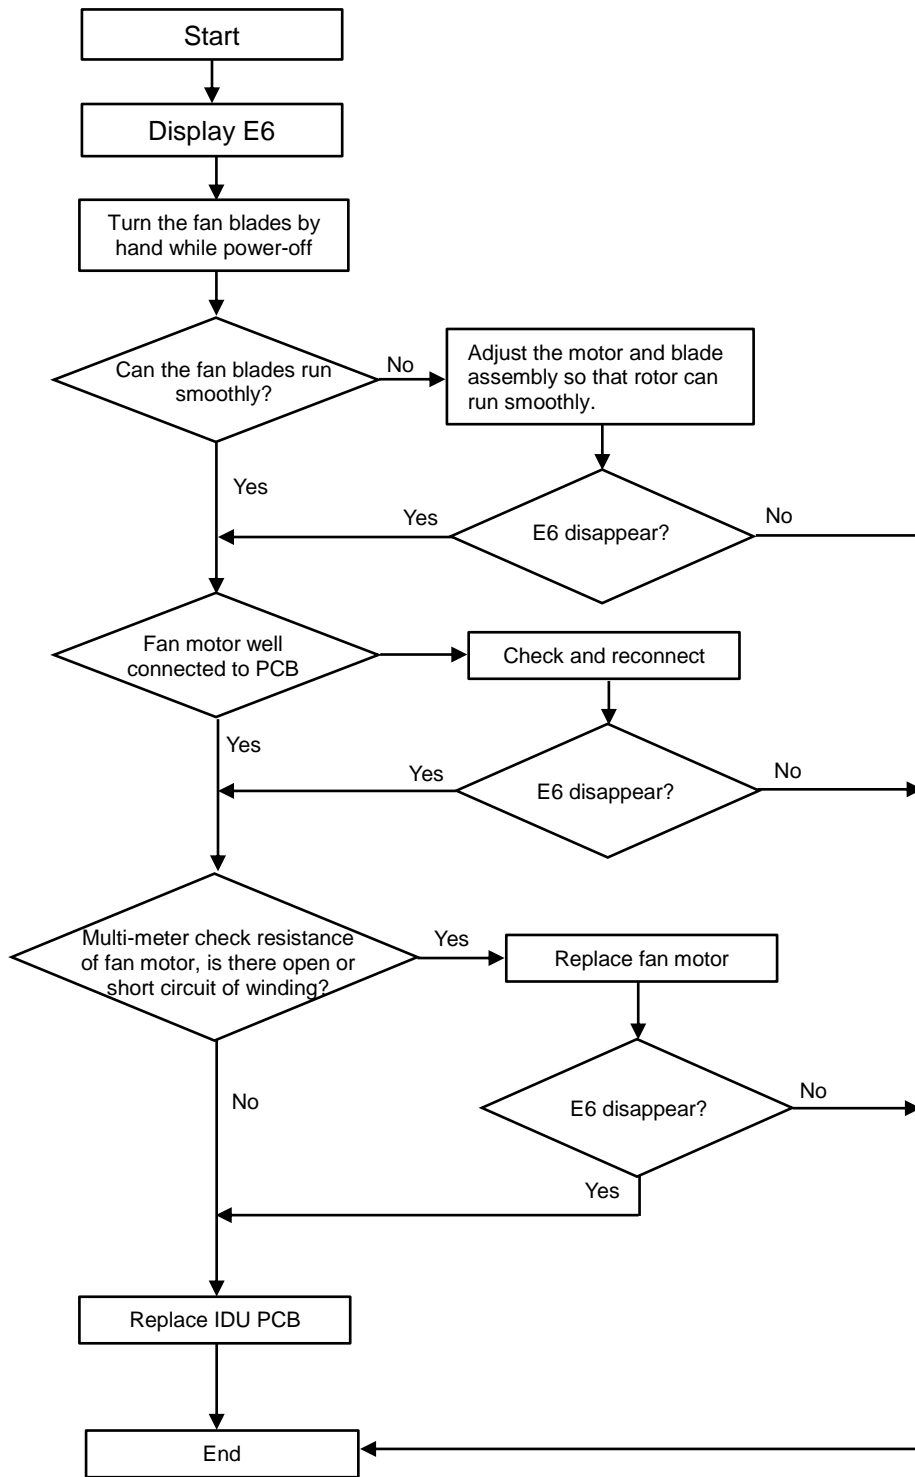 Start
Display E6
Turn the fan blades by
hand while power-off
Can the fan blades run
smoothly?
No
Adjust the motor and blade
assembly so that rotor can
run smoothly.
Yes
Yes
E6 disappear?
No
Fan motor well
connected to PCB
Check and reconnect
Yes
Yes
E6 disappear?
No
Multi-meter check resistance
of fan motor, is there open or
short circuit of winding?
Yes
Replace fan motor
No
E6 disappear?
No
Yes
Replace IDU PCB
End